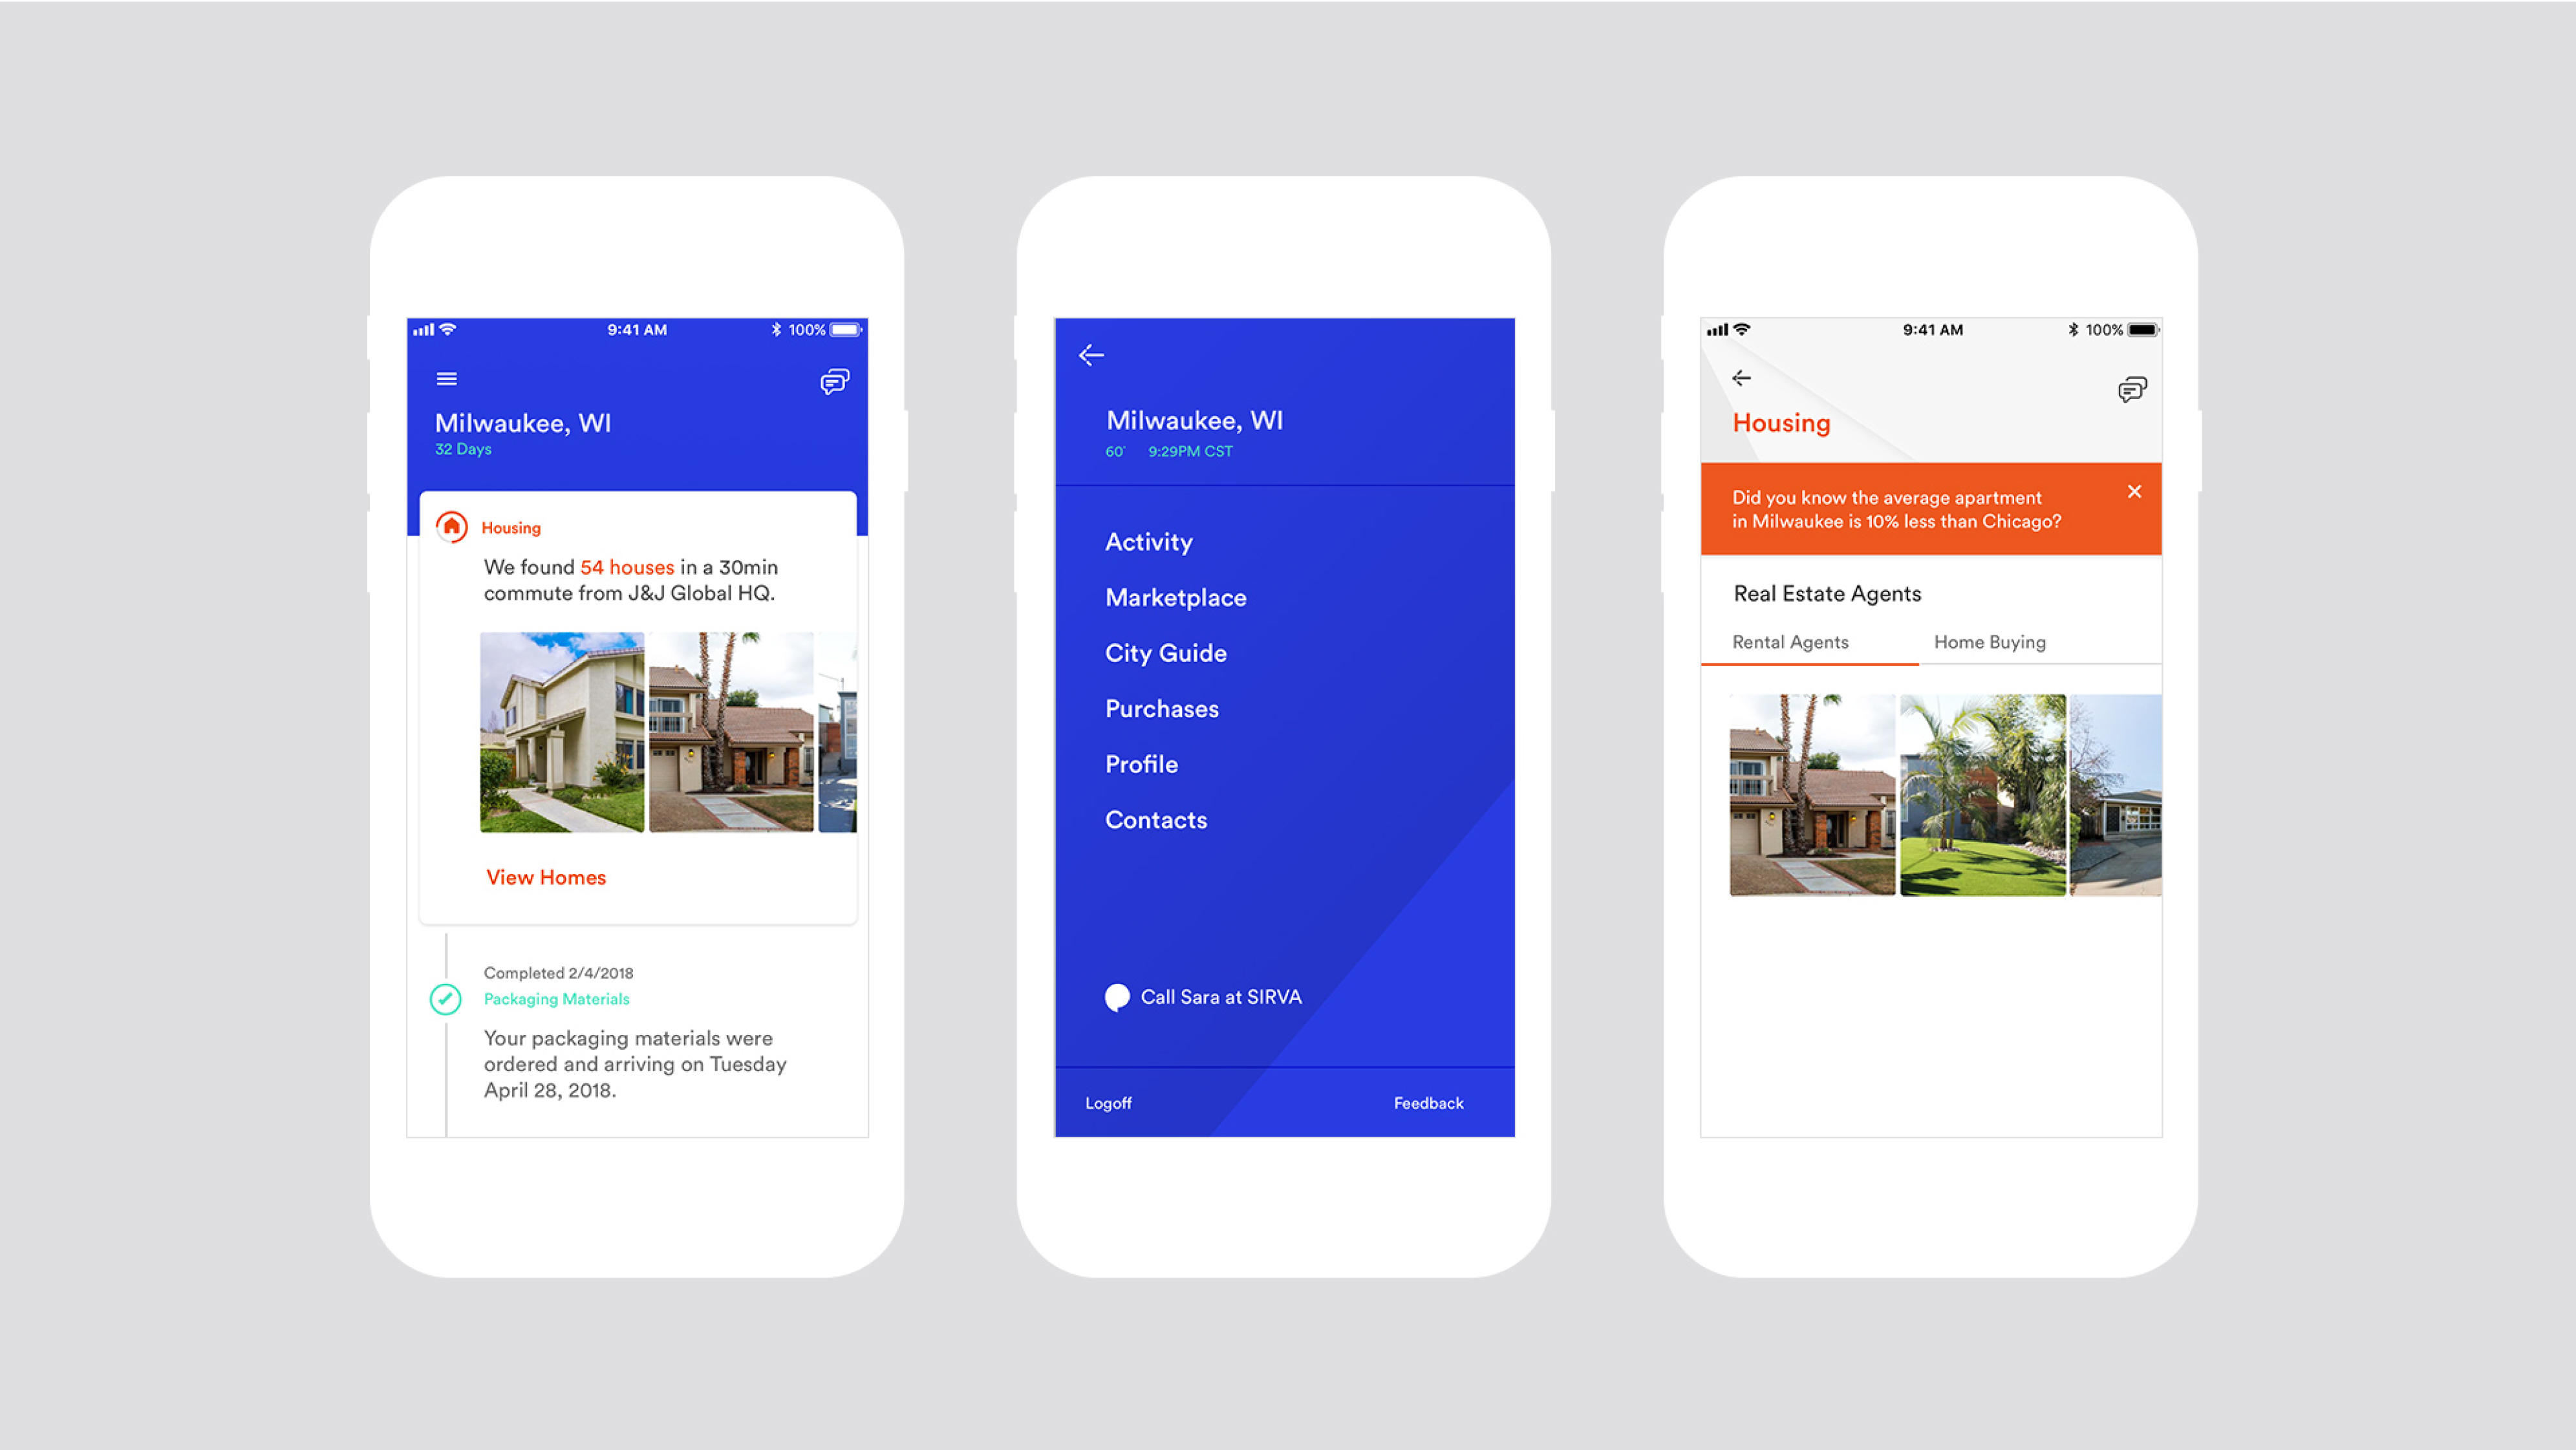 9:41 AM
100%
Milwaukee, WI
32 Days
Housing
We found 54 houses in a 30min
commute from J&J Global HQ.
View Homes
Completed 2/4/2018
Packaging Materials
Your packaging materials were
ordered and arriving on Tuesday
April 28, 2018.
Milwaukee, WI
60° 9:29PM CST
Activity
Marketplace
City Guide
Purchases
Profile
Contacts
Call Sara at SIRVA
Logoff
Feedback
9:41 AM
100%
Housing
Did you know the average apartment
in Milwaukee is 10% less than Chicago?
Real Estate Agents
Rental Agents
Home Buying